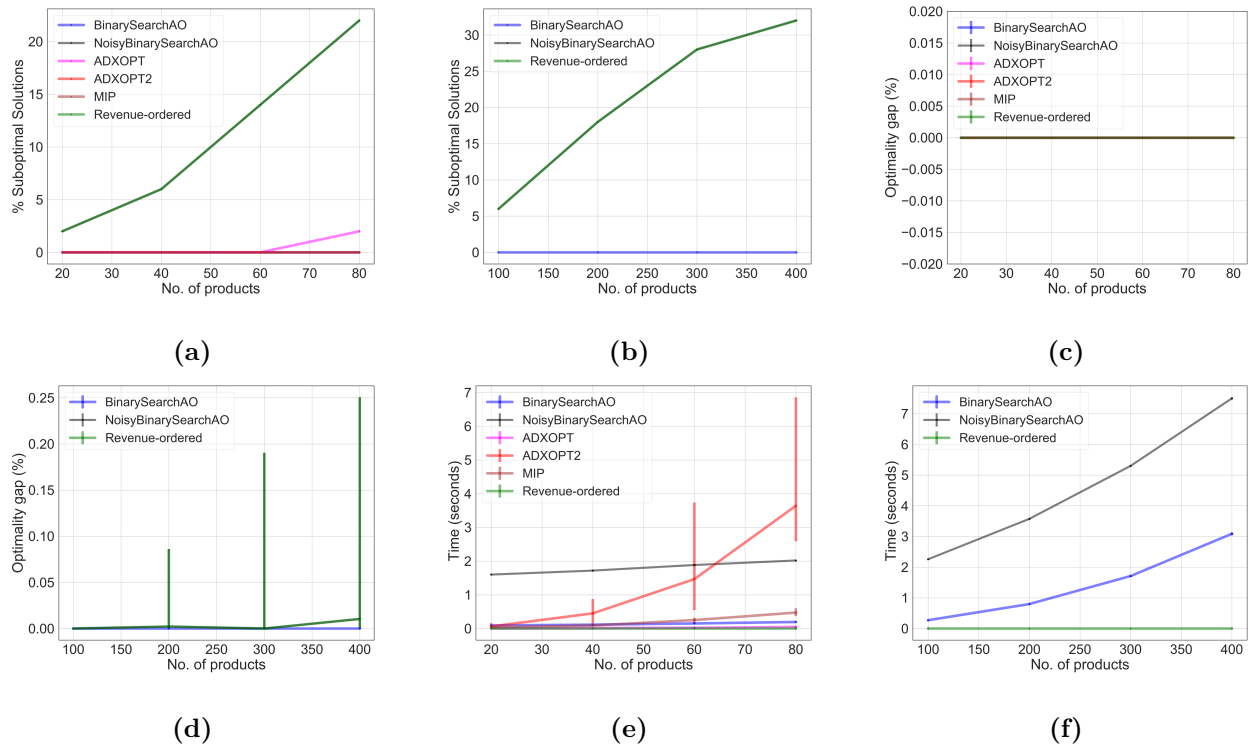 % Suboptimal Solutions
20
15
10
5
0
BinarySearchAO
NoisyBinarySearchAO
ADXOPT
ADXOPT2
MIP
Revenue-ordered
20 30 40 50 60 70 80
No. of products
(a)
% Suboptimal Solutions
30
25
20
15
10
5
0
BinarySearchAO
NoisyBinarySearchAO
Revenue-ordered
100 150 200 250 300 350 400
No. of products
(b)
Optimality gap (%)
0.020
0.015
0.010
0.005
0.000
−0.005
−0.010
−0.015
−0.020
BinarySearchAO
NoisyBinarySearchAO
ADXOPT
ADXOPT2
MIP
Revenue-ordered
20 30 40 50 60 70 80
No. of products
(c)
Optimality gap (%)
0.25
0.20
0.15
0.10
0.05
0.00
BinarySearchAO
NoisyBinarySearchAO
Revenue-ordered
100 150 200 250 300 350 400
No. of products
(d)
Time (seconds)
7
6
5
4
3
2
1
0
BinarySearchAO
NoisyBinarySearchAO
ADXOPT
ADXOPT2
MIP
Revenue-ordered
20 30 40 50 60 70 80
No. of products
(e)
Time (seconds)
7
6
5
4
3
2
1
0
BinarySearchAO
NoisyBinarySearchAO
Revenue-ordered
100 150 200 250 300 350 400
No. of products
(f)